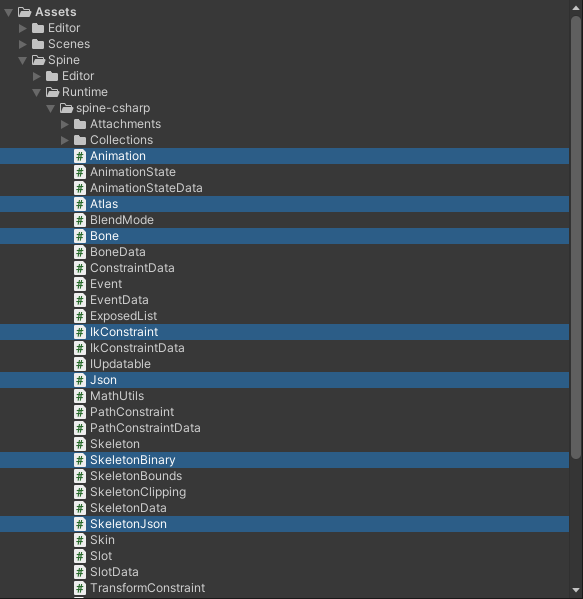 Assets
Editor
Scenes
Spine
Editor
Runtime
spine-csharp
Attachments
Collections
# Animation
# AnimationState
# AnimationStateData
# Atlas
# BlendMode
# Bone
# BoneData
# ConstraintData
# Event
# EventData
# ExposedList
# IkConstraint
# IkConstraintData
# IUpdatable
# Json
# MathUtils
# PathConstraint
# PathConstraintData
# Skeleton
# SkeletonBinary
# SkeletonBounds
# SkeletonClipping
# SkeletonData
# SkeletonJson
# Skin
# Slot
# SlotData
# TransformConstraint